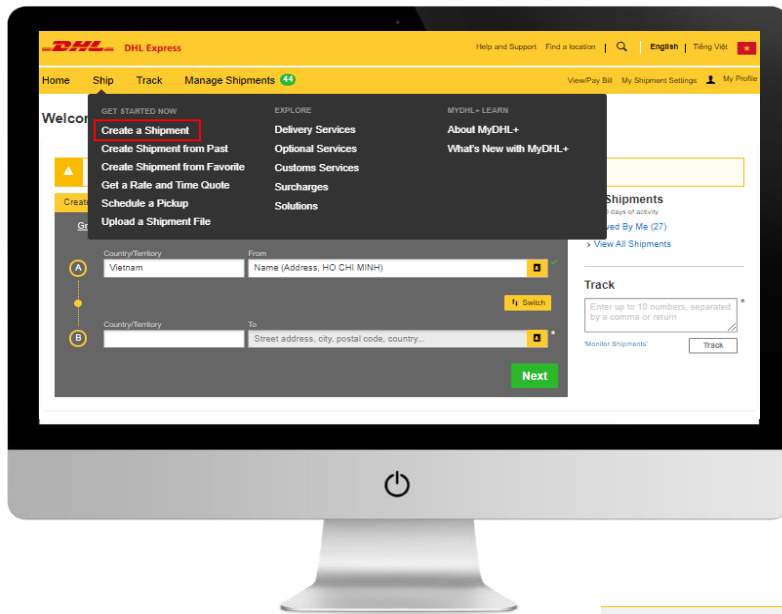 DHL DHL Express
Help and Support Find a location | English | Tiếng Việt
Home Ship Track Manage Shipments 44
View/Pay Bill My Shipment Settings My Profile
Welcor
GET STARTED NOW
Create a Shipment
Create Shipment from Past
Create Shipment from Favorite
Get a Rate and Time Quote
Schedule a Pickup
Upload a Shipment File
EXPLORE
Delivery Services
Optional Services
Customs Services
Surcharges
Solutions
MYDHL+ LEARN
About MyDHL+
What's New with MyDHL+
Create
Gr
Country/Territory From
A Vietnam Name (Address, HO CHI MINH)
Switch
Country/Territory To
B Street address, city, postal code, country... *
Next
Shipments
days of activity
ved By Me (27)
› View All Shipments
Track
Enter up to 10 numbers, separated *
by a comma or return
'Monitor Shipments' Track